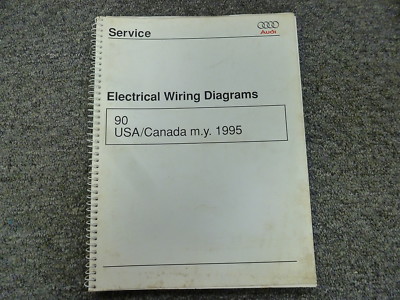 Service
Audi
Electrical Wiring Diagrams
90
USA/Canada m.y. 1995